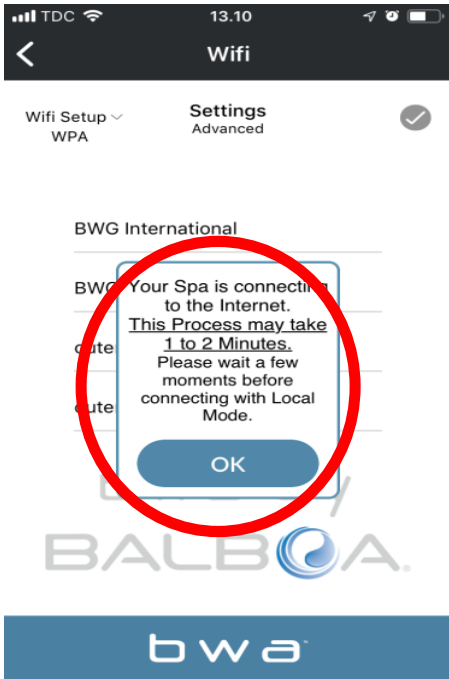 TDC 13.10
Wifi
Wifi Setup
WPA
Settings
Advanced
BWG International
BWG
Your Spa is connecting
to the Internet.
This Process may take
1 to 2 Minutes.
Please wait a few
moments before
connecting with Local
Mode.
OK
BALBOA.
bwa